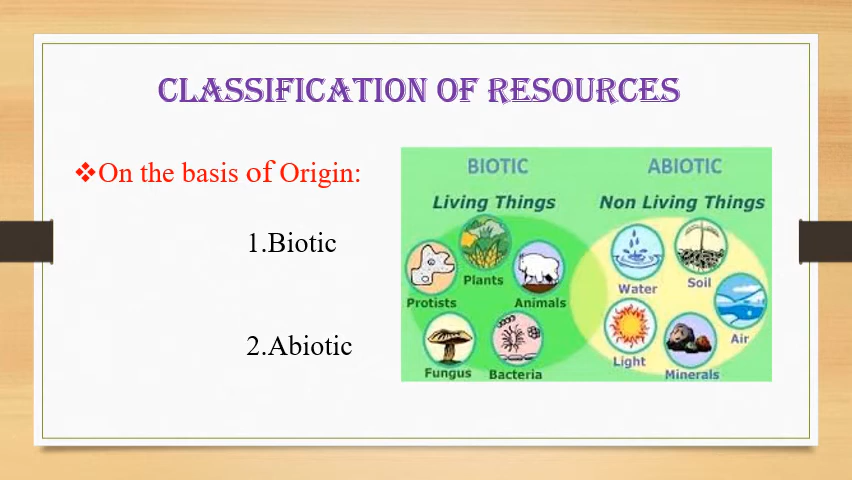 CLASSIFICATION OF RESOURCES
❖On the basis of Origin:
1.Biotic
2.Abiotic
BIOTIC
Living Things
Plants
Protists
Animals
Fungus
Bacteria
ABIOTIC
Non Living Things
Water
Soil
Air
Light
Minerals